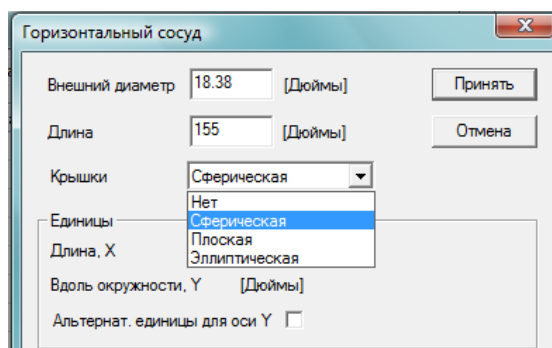 Горизонтальный сосуд
Внешний диаметр 18.38 [Дюймы] Принять
Длина 155 [Дюймы] Отмена
Крышки Сферическая
Нет
Сферическая
Плоская
Эллиптическая
Единицы
Длина, X
Вдоль окружности, Y [Дюймы]
Альтернат. единицы для оси Y